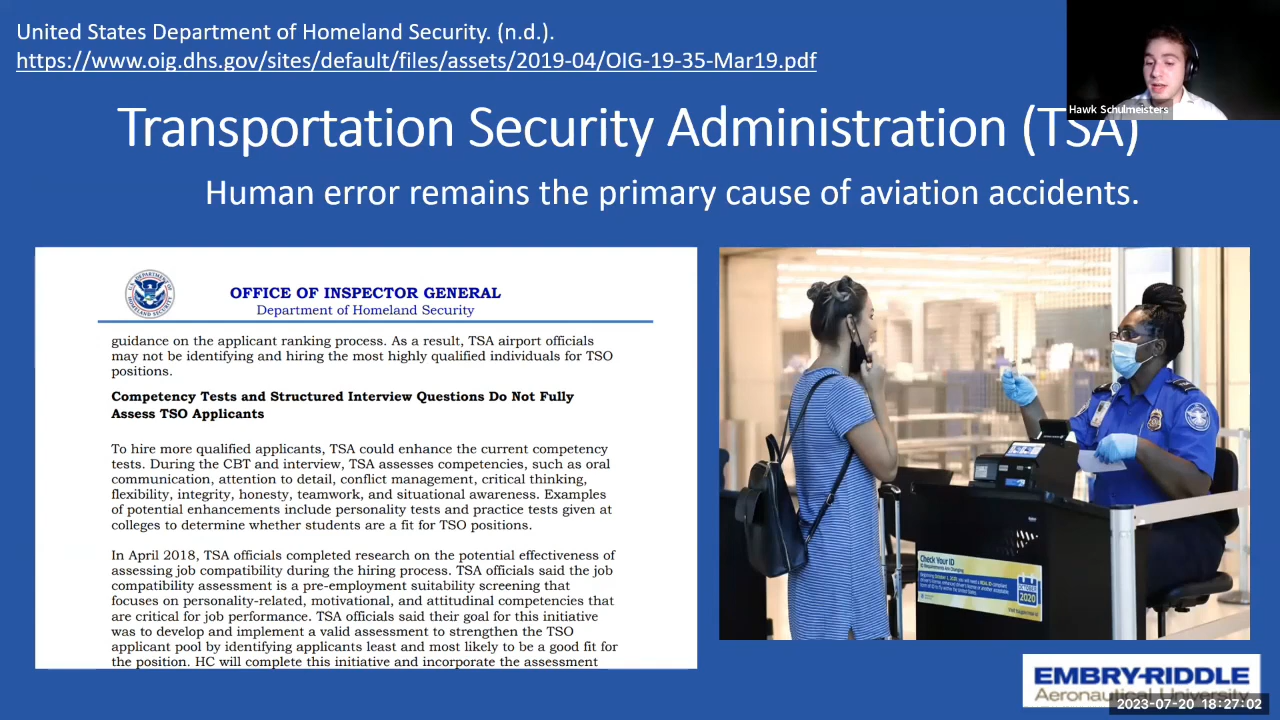 United States Department of Homeland Security. (n.d.).
https://www.oig.dhs.gov/sites/default/files/assets/2019-04/OIG-19-35-Mar19.pdf
Hawk Schulmeisters
Transportation Security Administration (TSA)
Human error remains the primary cause of aviation accidents.
OFFICE OF INSPECTOR GENERAL
Department of Homeland Security
guidance on the applicant ranking process. As a result, TSA airport officials
may not be identifying and hiring the most highly qualified individuals for TSO
positions.
Competency Tests and Structured Interview Questions Do Not Fully
Assess TSO Applicants
To hire more qualified applicants, TSA could enhance the current competency
tests. During the CBT and interview, TSA assesses competencies, such as oral
communication, attention to detail, conflict management, critical thinking,
flexibility, integrity, honesty, teamwork, and situational awareness. Examples
of potential enhancements include personality tests and practice tests given at
colleges to determine whether students are a fit for TSO positions.
In April 2018, TSA officials completed research on the potential effectiveness of
assessing job compatibility during the hiring process. TSA officials said the job
compatibility assessment is a pre-employment suitability screening that
focuses on personality-related, motivational, and attitudinal competencies that
are critical for job performance. TSA officials said their goal for this initiative
was to develop and implement a valid assessment to strengthen the TSO
applicant pool by identifying applicants least and most likely to be a good fit for
the position. HC will complete this initiative and incorporate the assessment
Check Your ID
ID Requirements Are Changing
OCTOBER
2020
EMBRY-RIDDLE
Aeronautical University
2023-07-20 18:27:02